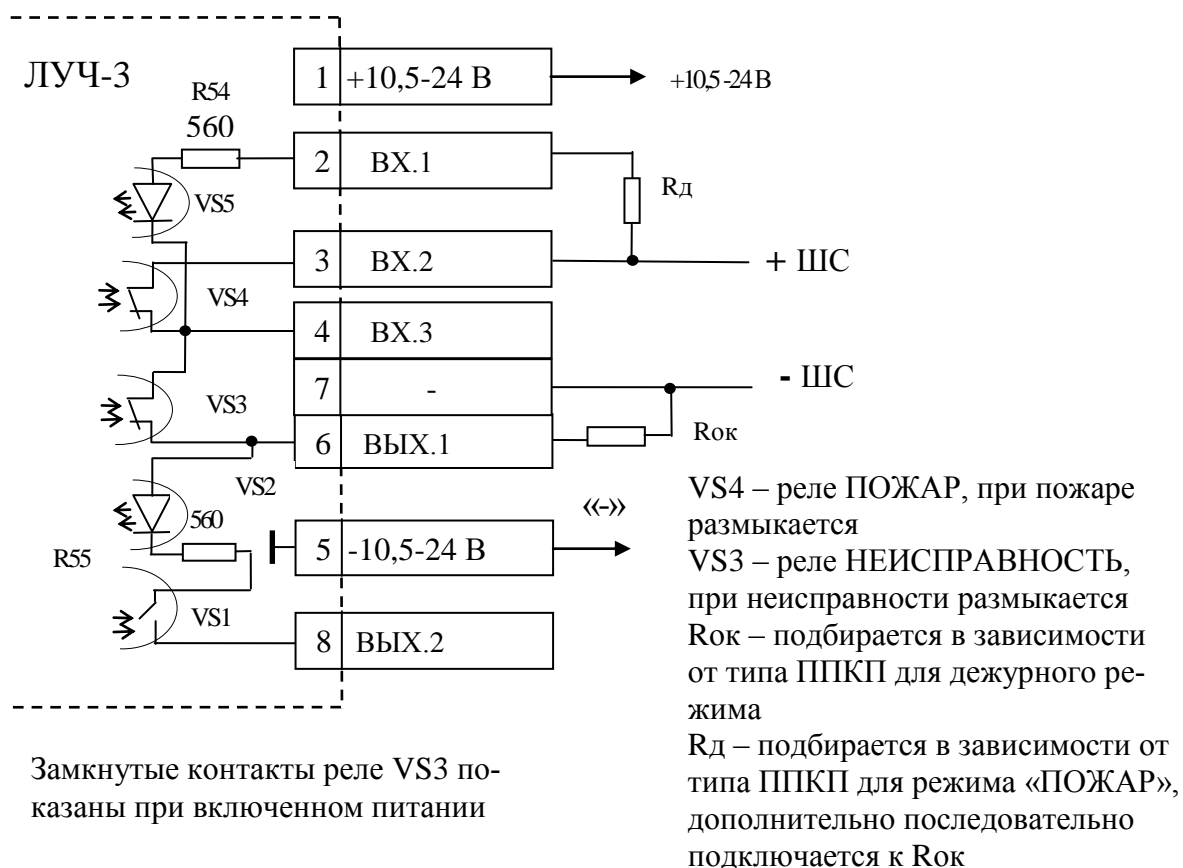 ЛУЧ-3
1 +10,5-24 В
+10,5-24 В
R54
560
2 ВХ.1
Rд
VS5
3 ВХ.2
+ ШС
VS4
4 ВХ.3
7 -
- ШС
VS3
6 ВЫХ.1
Rок
VS2
560
«-»
R55
5 -10,5-24 В
VS1
8 ВЫХ.2
VS4 – реле ПОЖАР, при пожаре
размыкается
VS3 – реле НЕИСПРАВНОСТЬ,
при неисправности размыкается
Rок – подбирается в зависимости
от типа ППКП для дежурного ре-
жима
Rд – подбирается в зависимости от
типа ППКП для режима «ПОЖАР»,
дополнительно последовательно
подключается к Rок
Замкнутые контакты реле VS3 по-
казаны при включенном питании